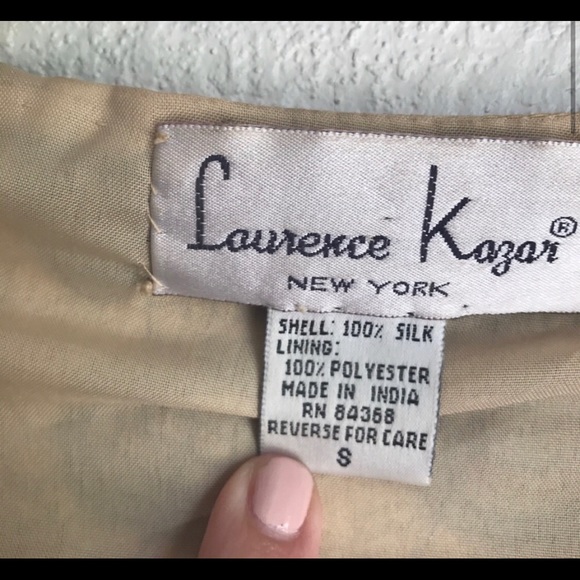 Laurence Kazar®
NEW YORK
SHELL: 100% SILK
LINING:
100% POLYESTER
MADE IN INDIA
RN 84368
REVERSE FOR CARE
S